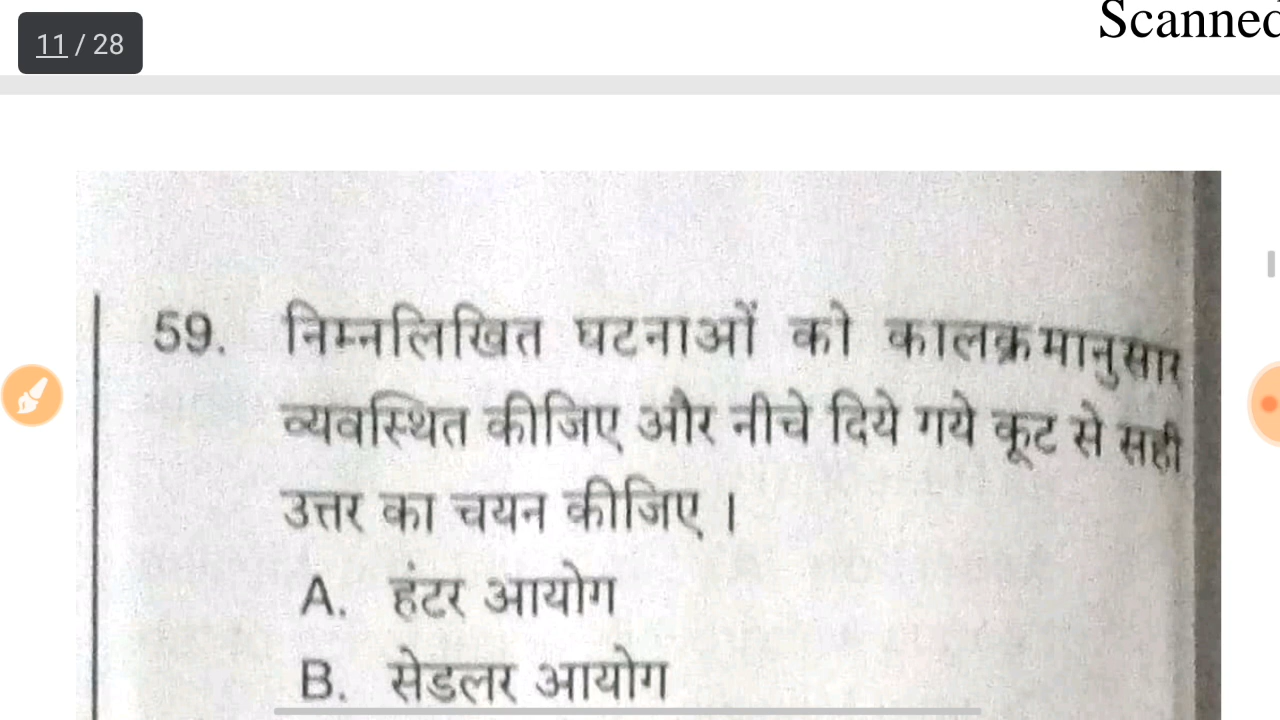 Scanned
11 / 28
59. निम्नलिखित घटनाओं को कालक्रमानुसार
व्यवस्थित कीजिए और नीचे दिये गये कूट से सही
उत्तर का चयन कीजिए ।
A. हंटर आयोग
B. सेडलर आयोग